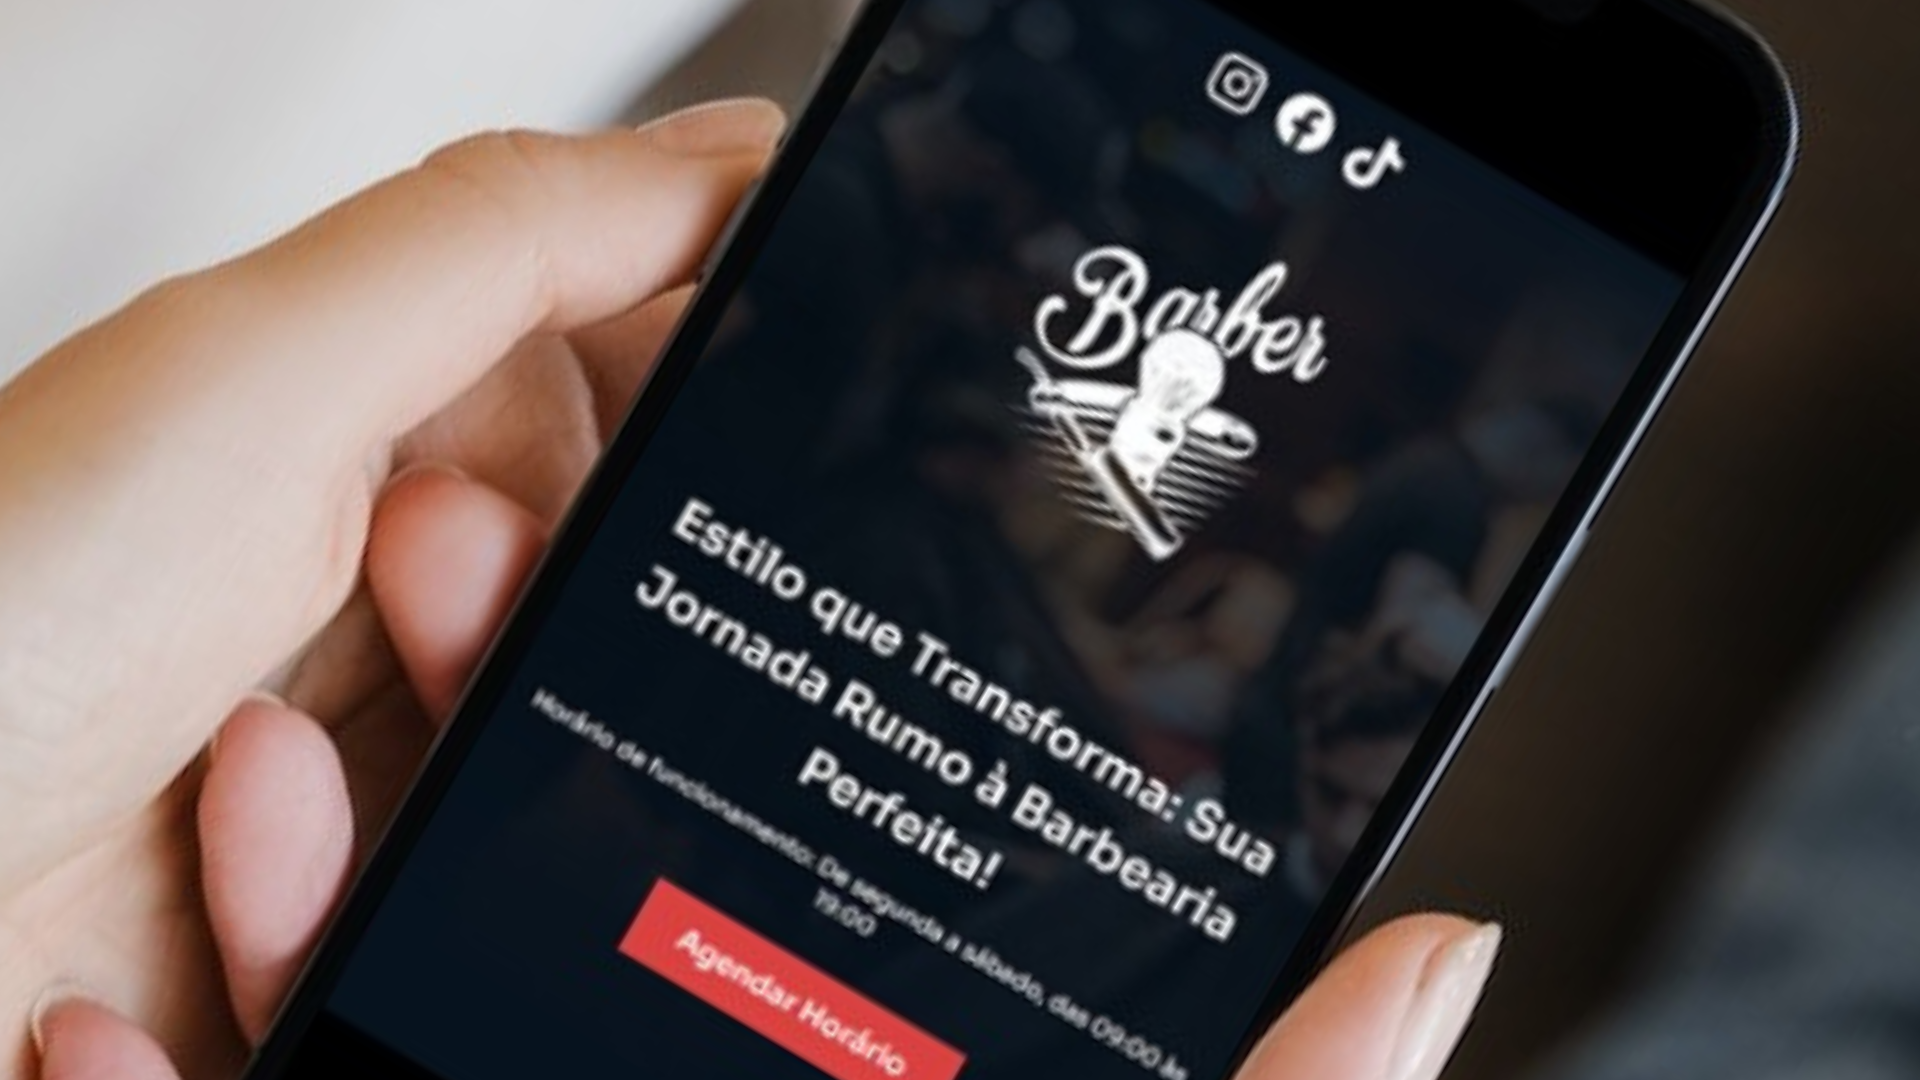 Barber
Estilo que Transforma: Sua
Jornada Rumo à Barbearia
Perfeita!
Horário de funcionamento: De segunda a sábado, das 09:00 às
19:00
Agendar Horário